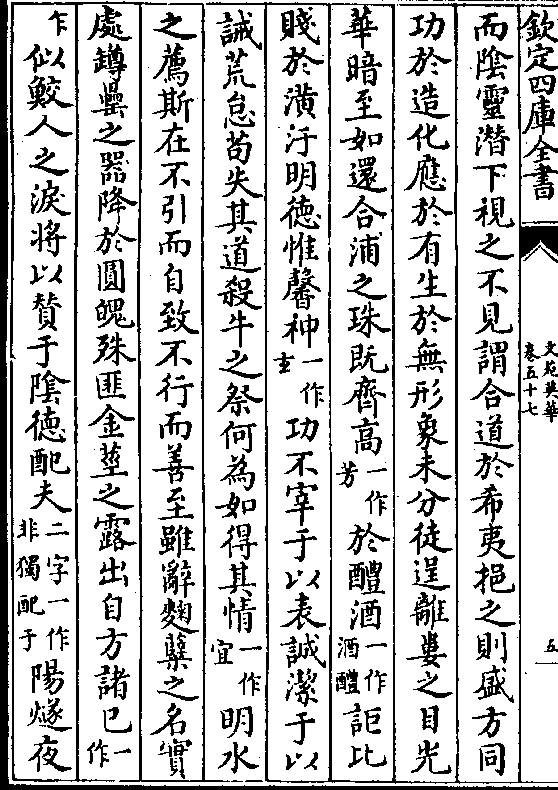 欽定四庫全書
文苑英華
卷五十七
五
而陰靈潛下視之不見謂合道於希夷挹之則盛方同
功於造化應於有生於無形象未分徒逞離婁之目光
華暗至如還合浦之珠既齊高一作芳於醴酒一作酒醴詎比
賤於潢汙明德惟馨神一作玄功不宰于以表誠潔于以
誡荒怠苟失其道殺牛之祭何為如得其情一作宜明水
之薦斯在不引而自致不行而善至雖辭麴糵之名實
處罇罍之器降於圓魄殊匪金莖之露出自方諸已一作
乍似鮫人之淚將以贊于陰德配夫二字一作非獨配于陽燧夜